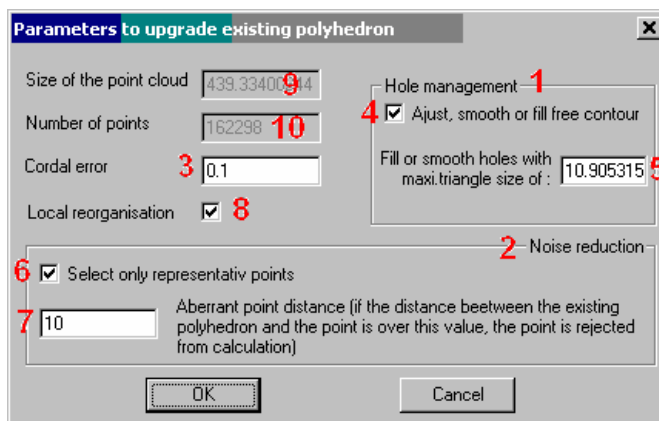 Parameters to upgrade existing polyhedron
Size of the point cloud 9
Number of points 162298 10
Cordal error 3 0.1
Local reorganisation 8
Hole management 1
4 Ajust, smooth or fill free contour
Fill or smooth holes with
maxi.triangle size of : 10.905315 5
2 Noise reduction
6 Select only representativ points
7 10
Aberrant point distance (if the distance beetween the existing
polyhedron and the point is over this value, the point is rejected
from calculation)
OK Cancel